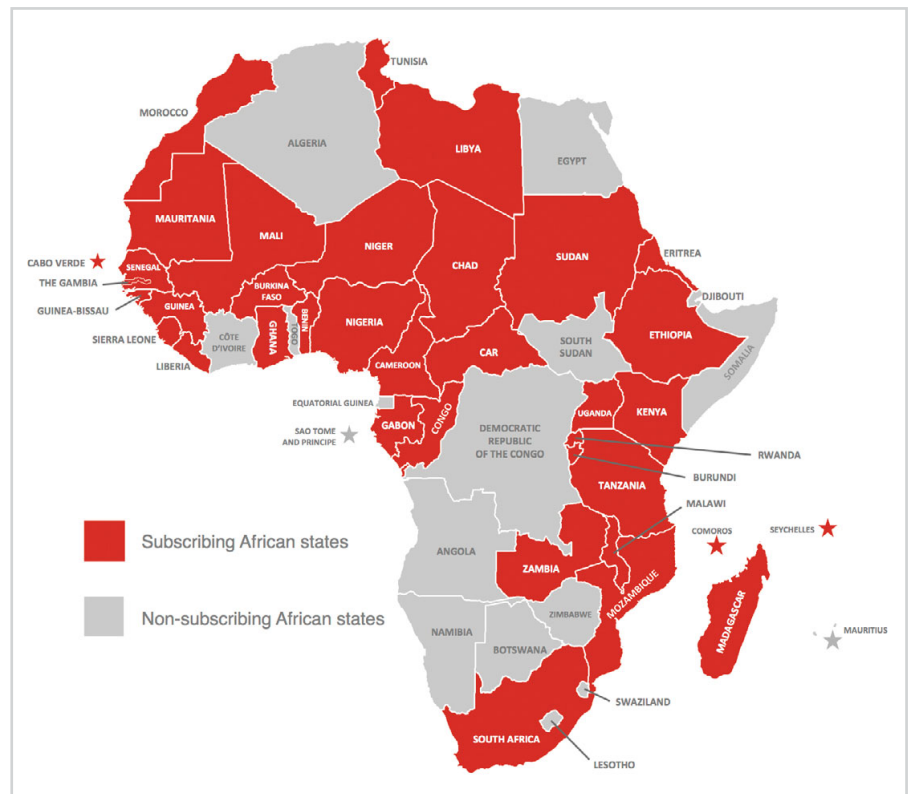 TUNISIA
MOROCCO
ALGERIA
LIBYA
EGYPT
MAURITANIA
MALI
NIGER
CHAD
SUDAN
ERITREA
CABO VERDE
SENEGAL
THE GAMBIA
GUINEA-BISSAU
GUINEA
BURKINA
FASO
BENIN
TOGO
GHANA
NIGERIA
DJIBOUTI
ETHIOPIA
SOMALIA
SOUTH
SUDAN
SIERRA LEONE
CÔTE
D'IVOIRE
LIBERIA
CAMEROON
CAR
EQUATORIAL GUINEA
GABON
CONGO
UGANDA
KENYA
SAO TOME
AND PRINCIPE
DEMOCRATIC
REPUBLIC
OF THE CONGO
RWANDA
BURUNDI
TANZANIA
MALAWI
COMOROS
SEYCHELLES
Subscribing African states
ANGOLA
ZAMBIA
MOZAMBIQUE
MADAGASCAR
Non-subscribing African states
NAMIBIA
ZIMBABWE
BOTSWANA
MAURITIUS
SWAZILAND
SOUTH AFRICA
LESOTHO